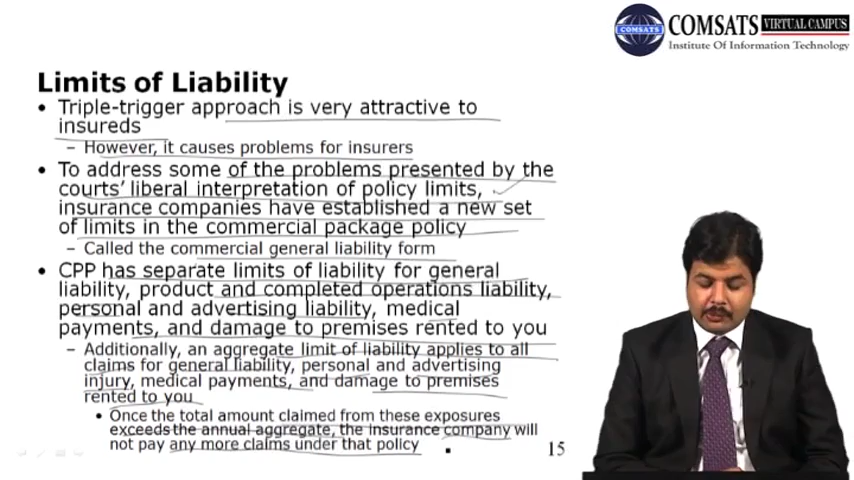 COMSATS VIRTUAL CAMPUS
COMSATS
Institute Of Information Technology
Limits of Liability
• Triple-trigger approach is very attractive to
insureds
– However, it causes problems for insurers
• To address some of the problems presented by the
courts' liberal interpretation of policy limits,
insurance companies have established a new set
of limits in the commercial package policy
– Called the commercial general liability form
• CPP has separate limits of liability for general
liability, product and completed operations liability,
personal and advertising liability, medical
payments, and damage to premises rented to you
– Additionally, an aggregate limit of liability applies to all
claims for general liability, personal and advertising
injury, medical payments, and damage to premises
rented to you
• Once the total amount claimed from these exposures
exceeds the annual aggregate, the insurance company will
not pay any more claims under that policy
15